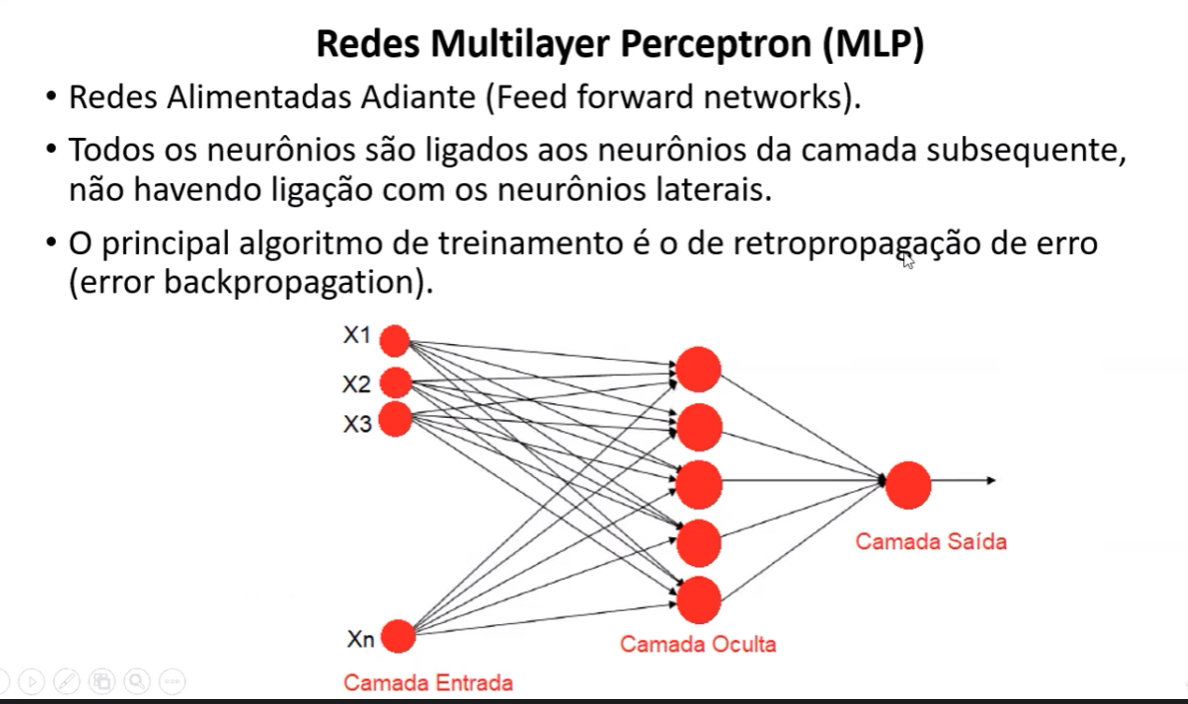 Redes Multilayer Perceptron (MLP)
• Redes Alimentadas Adiante (Feed forward networks).
• Todos os neurônios são ligados aos neurônios da camada subsequente,
não havendo ligação com os neurônios laterais.
• O principal algoritmo de treinamento é o de retropropagação de erro
(error backpropagation).
X1
X2
X3
Xn
Camada Entrada
Camada Oculta
Camada Saída